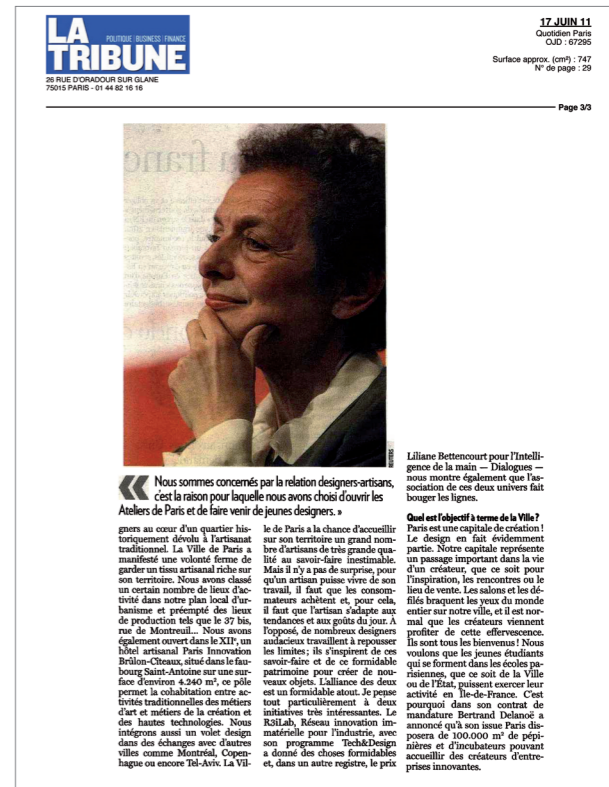 LA
TRIBUNE
POLITIQUE | BUSINESS | FINANCE
26 RUE D'ORADOUR SUR GLANE
75015 PARIS - 01 44 82 16 16
17 JUIN 11
Quotidien Paris
OJD : 67295
Surface approx. (cm²) : 747
N° de page : 29
Page 3/3
REUTERS
« Nous sommes concernés par la relation designers-artisans,
c'est la raison pour laquelle nous avons choisi d'ouvrir les
Ateliers de Paris et de faire venir de jeunes designers. »
gners au cœur d'un quartier his-
toriquement dévolu à l'artisanat
traditionnel. La Ville de Paris a
manifesté une volonté ferme de
garder un tissu artisanal riche sur
son territoire. Nous avons classé
un certain nombre de lieux d'ac-
tivité dans notre plan local d'ur-
banisme et préempté des lieux
de production tels que le 37 bis,
rue de Montreuil... Nous avons
également ouvert dans le XIIᵉ, un
hôtel artisanal Paris Innovation
Brûlon-Cîteaux, situé dans le fau-
bourg Saint-Antoine sur une sur-
face d'environ 4.240 m², ce pôle
permet la cohabitation entre ac-
tivités traditionnelles des métiers
d'art et métiers de la création et
des hautes technologies. Nous
intégrons aussi un volet design
dans des échanges avec d'autres
villes comme Montréal, Copen-
hague ou encore Tel-Aviv. La Vil-
le de Paris a la chance d'accueillir
sur son territoire un grand nom-
bre d'artisans de très grande qua-
lité au savoir-faire inestimable.
Mais il n'y a pas de surprise, pour
qu'un artisan puisse vivre de son
travail, il faut que les consom-
mateurs achètent et, pour cela,
il faut que l'artisan s'adapte aux
tendances et aux goûts du jour. À
l'opposé, de nombreux designers
audacieux travaillent à repousser
les limites ; ils s'inspirent de ces
savoir-faire et de ce formidable
patrimoine pour créer de nou-
veaux objets. L'alliance des deux
est un formidable atout. Je pense
tout particulièrement à deux
initiatives très intéressantes. Le
R3iLab, Réseau innovation im-
matérielle pour l'industrie, avec
son programme Tech&Design
a donné des choses formidables
et, dans un autre registre, le prix
Liliane Bettencourt pour l'Intelli-
gence de la main — Dialogues —
nous montre également que l'as-
sociation de ces deux univers fait
bouger les lignes.
Quel est l'objectif à terme de la Ville ?
Paris est une capitale de création !
Le design en fait évidemment
partie. Notre capitale représente
un passage important dans la vie
d'un créateur, que ce soit pour
l'inspiration, les rencontres ou le
lieu de vente. Les salons et les dé-
filés braquent les yeux du monde
entier sur notre ville, et il est nor-
mal que les créateurs viennent
profiter de cette effervescence.
Ils sont tous les bienvenus ! Nous
voulons que les jeunes étudiants
qui se forment dans les écoles pa-
risiennes, que ce soit de la Ville
ou de l'État, puissent exercer leur
activité en Île-de-France. C'est
pourquoi dans son contrat de
mandature Bertrand Delanoë a
annoncé qu'à son issue Paris dis-
posera de 100.000 m² de pépi-
nières et d'incubateurs pouvant
accueillir des créateurs d'entre-
prises innovantes.